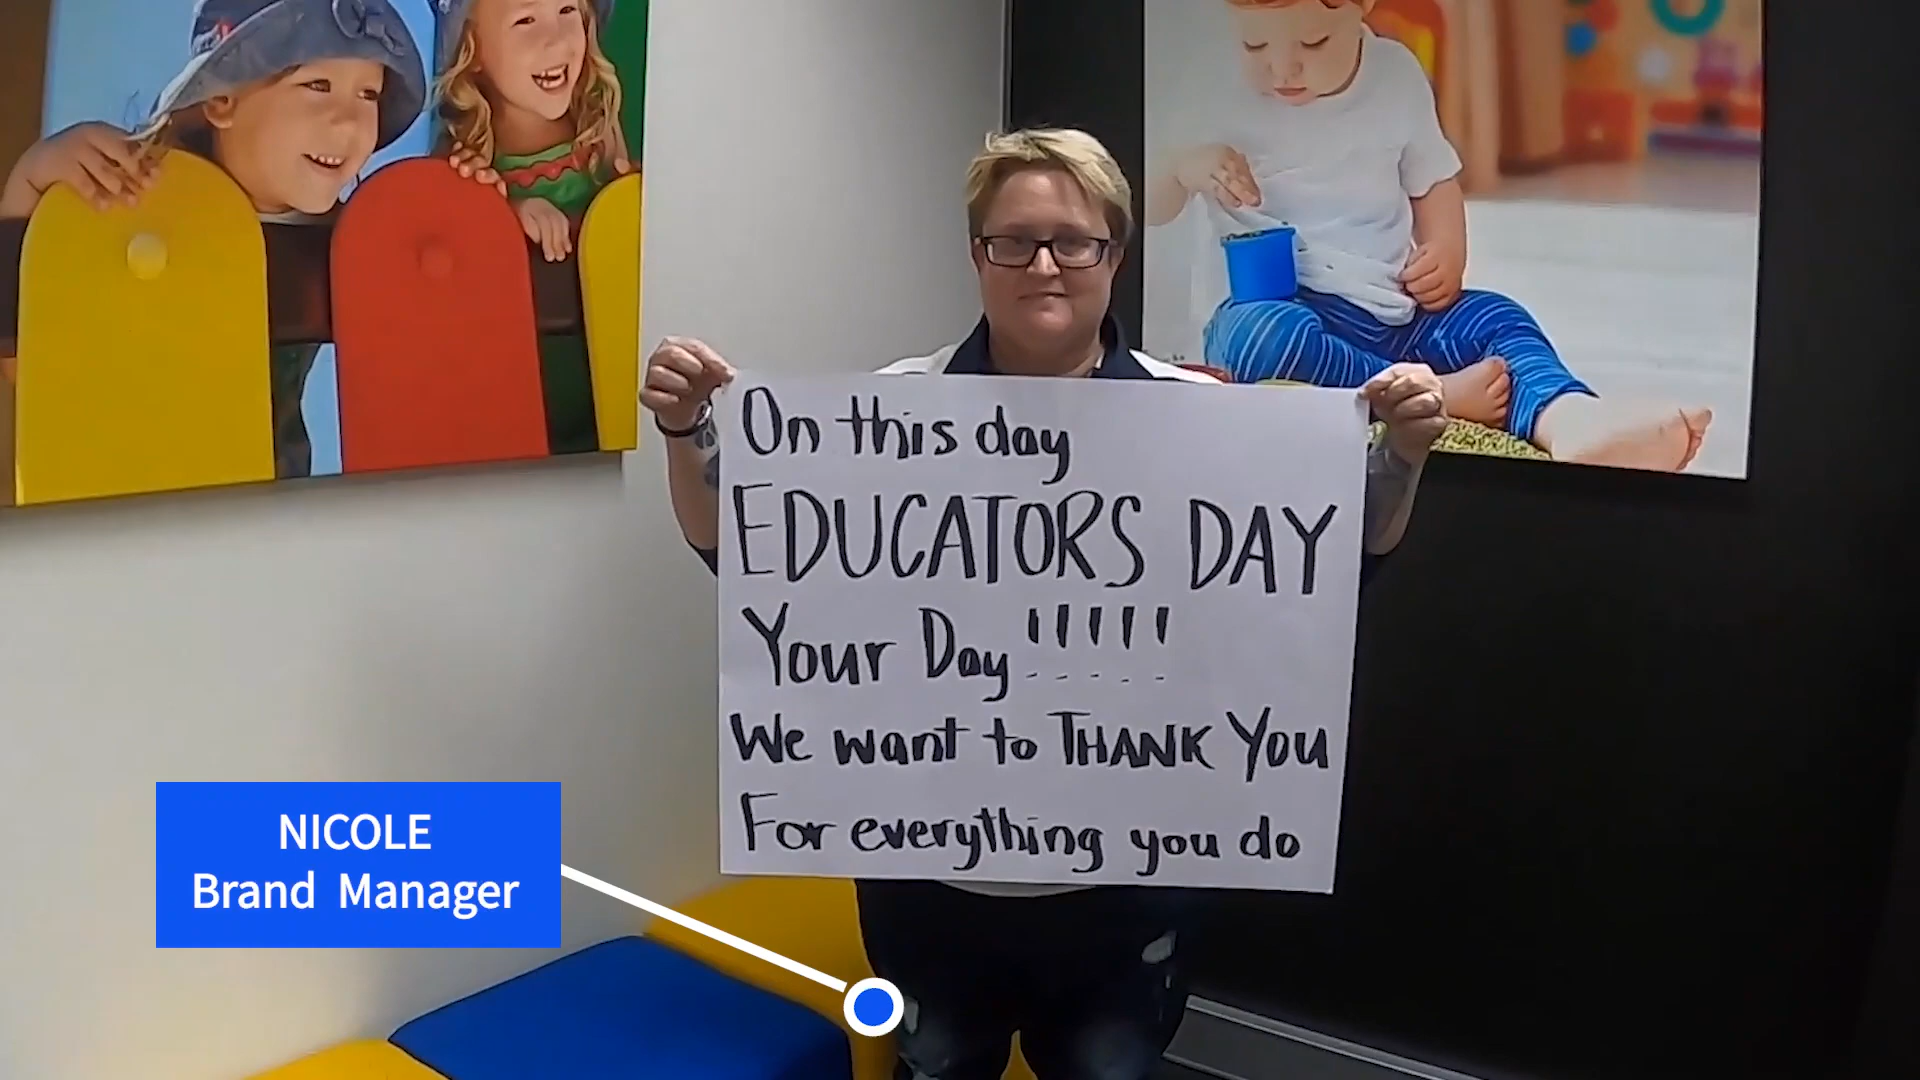 On this day
EDUCATORS DAY
Your Day !!!!!
We want to THANK YOU
For everything you do
NICOLE
Brand Manager